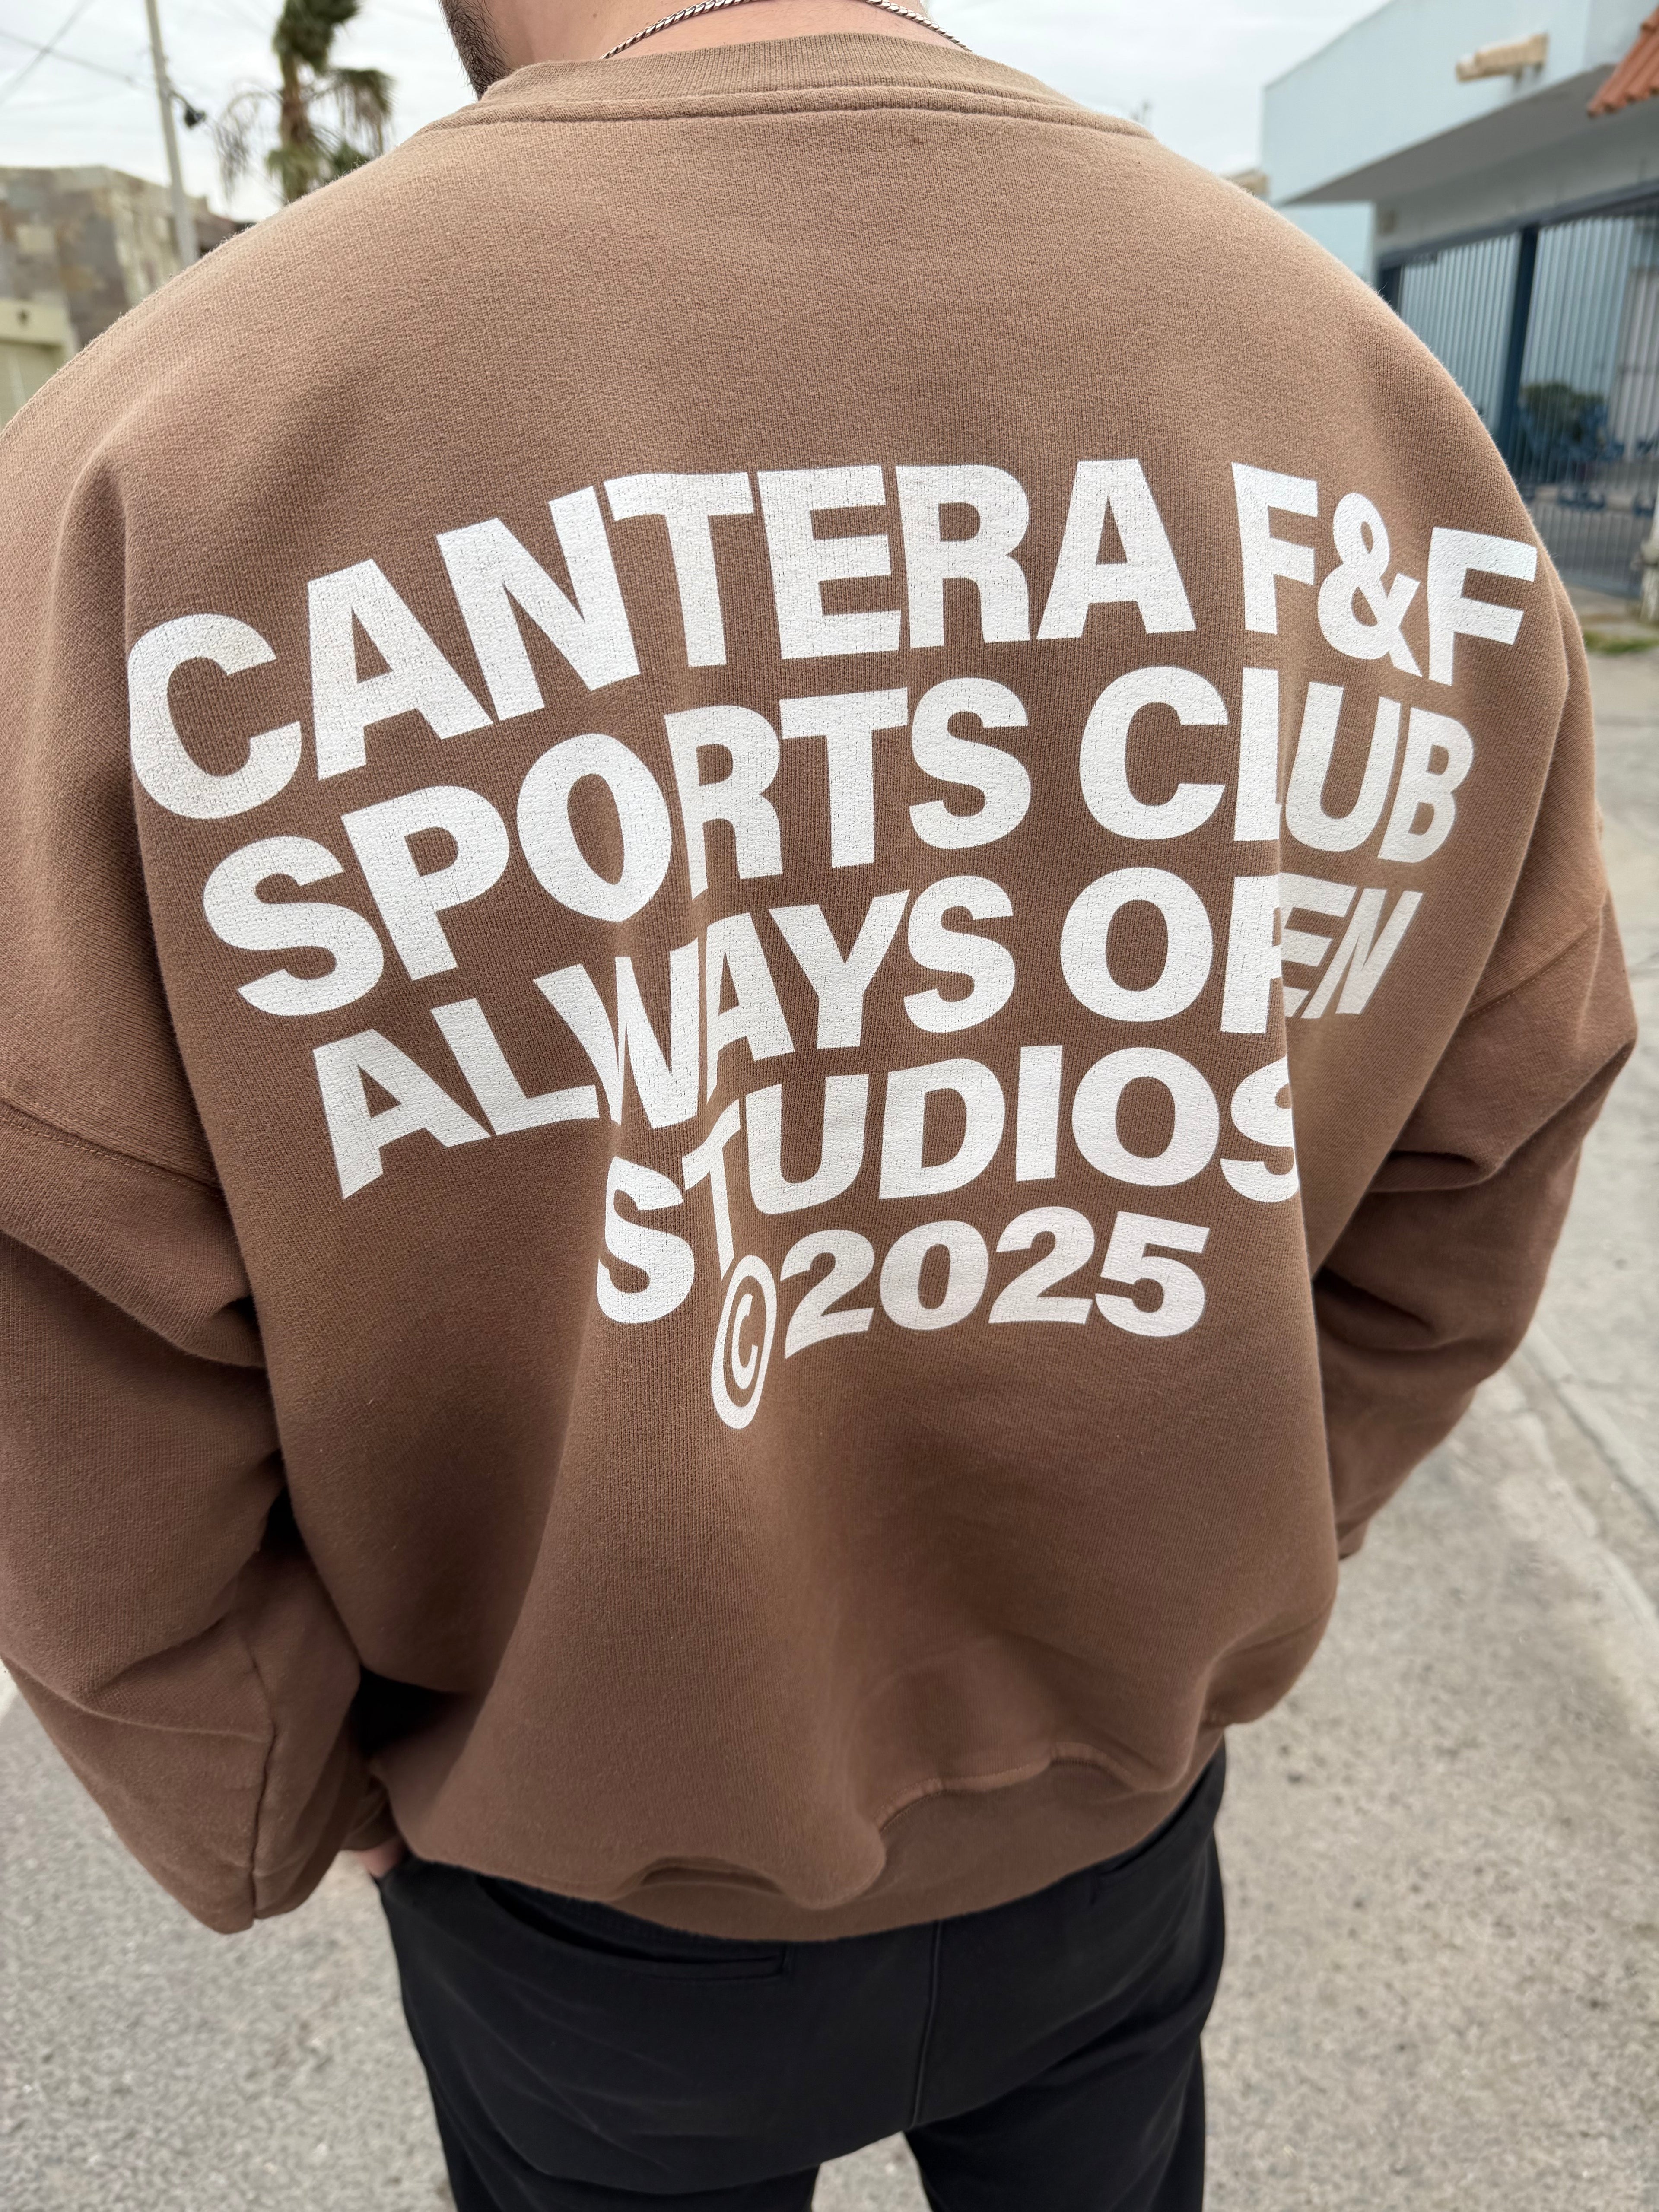 CANTERA F&F
SPORTS CLUB
ALWAYS OPEN
STUDIOS
©2025